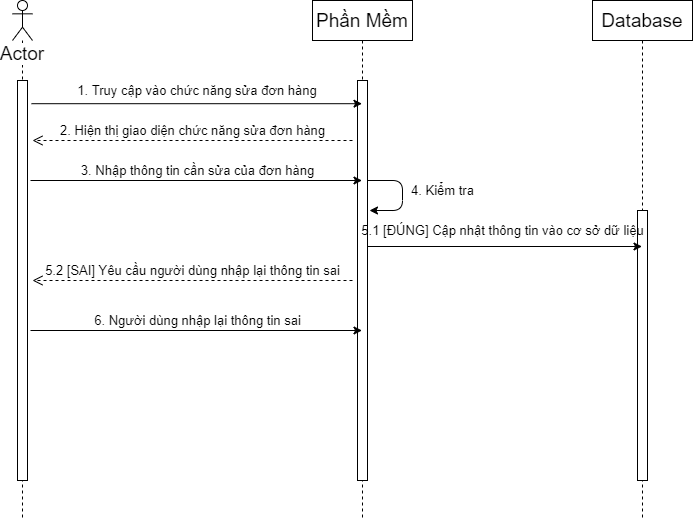 Actor
Phần Mềm
Database
1. Truy cập vào chức năng sửa đơn hàng
2. Hiện thị giao diện chức năng sửa đơn hàng
3. Nhập thông tin cần sửa của đơn hàng
4. Kiểm tra
5.1 [ĐÚNG] Cập nhật thông tin vào cơ sở dữ liệu
5.2 [SAI] Yêu cầu người dùng nhập lại thông tin sai
6. Người dùng nhập lại thông tin sai